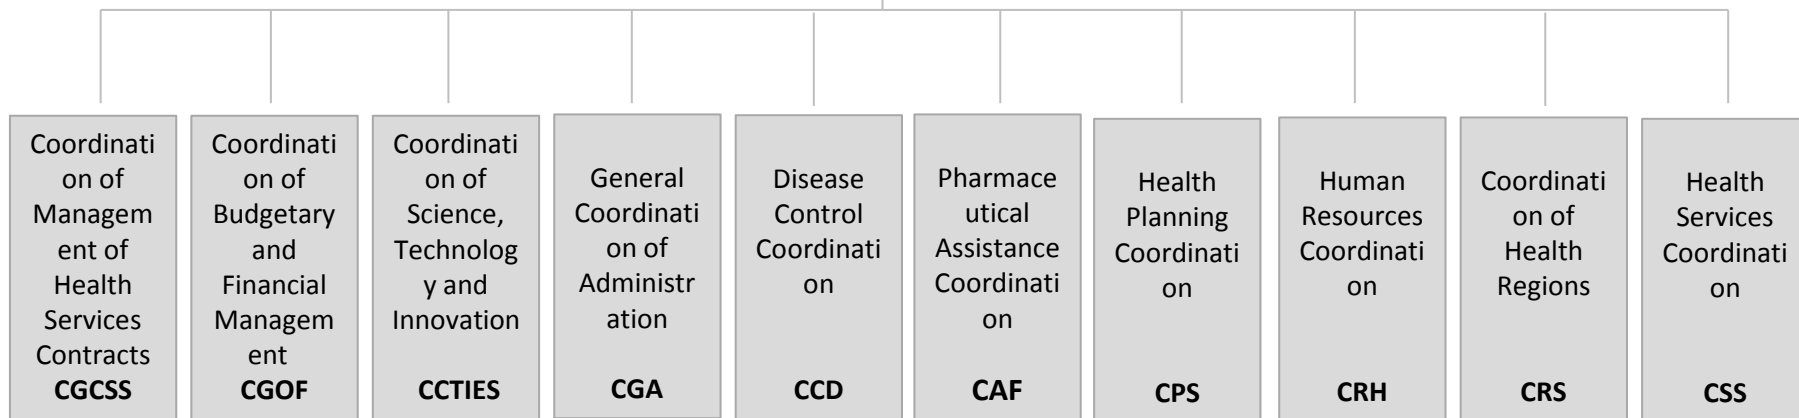 Coordinati
on of
Managem
ent of
Health
Services
Contracts
CGCSS
Coordinati
on of
Budgetary
and
Financial
Managem
ent
CGOF
Coordinati
on of
Science,
Technolog
y and
Innovation
CCTIES
General
Coordinati
on of
Administr
ation
CGA
Disease
Control
Coordinati
on
CCD
Pharmace
utical
Assistance
Coordinati
on
CAF
Health
Planning
Coordinati
on
CPS
Human
Resources
Coordinati
on
CRH
Coordinati
on of
Health
Regions
CRS
Health
Services
Coordinati
on
CSS